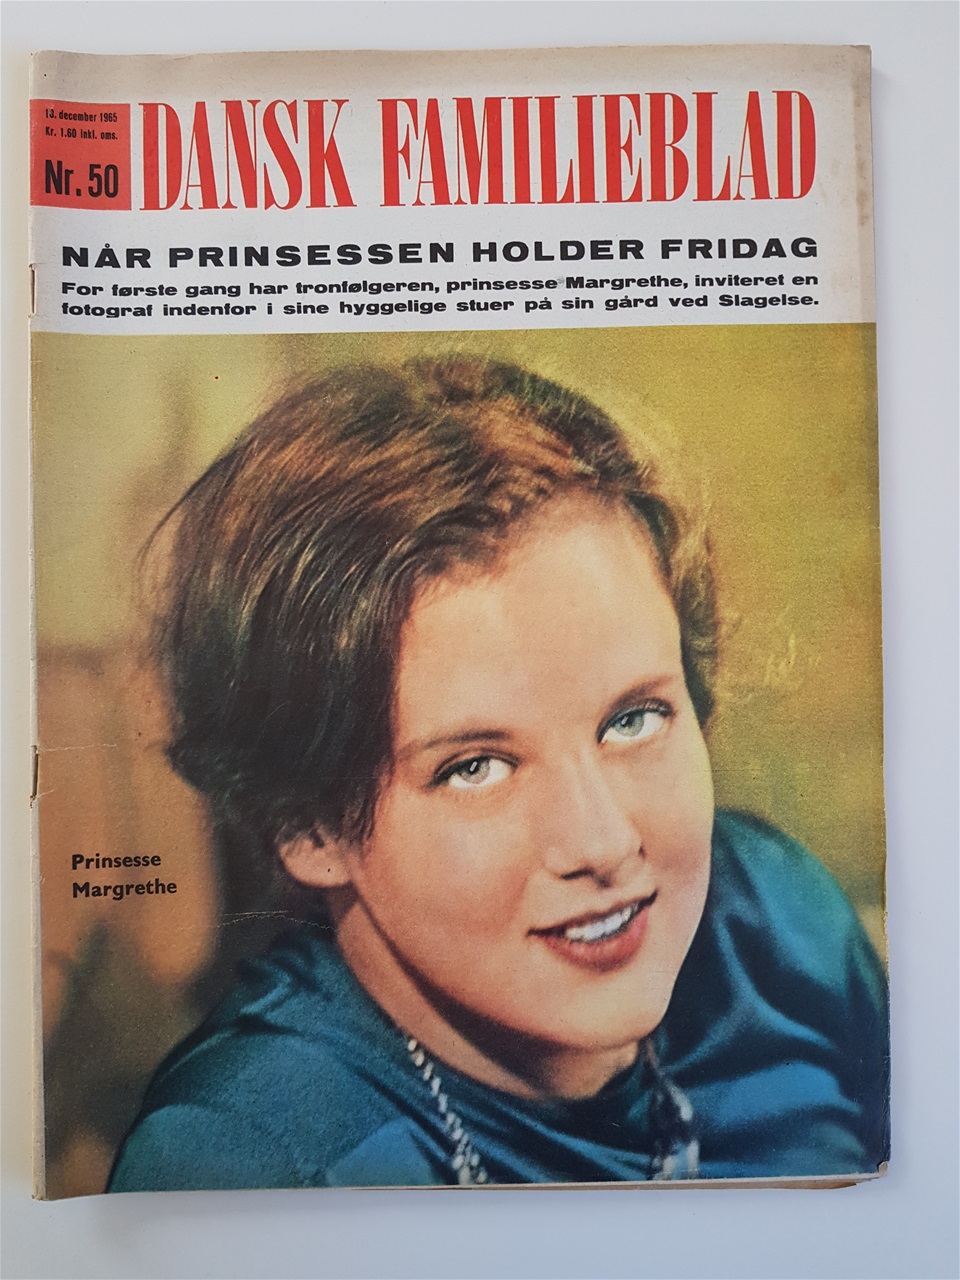 13. december 1965
Kr. 1.60 inkl. oms.
Nr. 50
DANSK FAMILIEBLAD
NÅR PRINSESSEN HOLDER FRIDAG
For første gang har tronfølgeren, prinsesse Margrethe, inviteret en
fotograf indenfor i sine hyggelige stuer på sin gård ved Slagelse.
Prinsesse
Margrethe